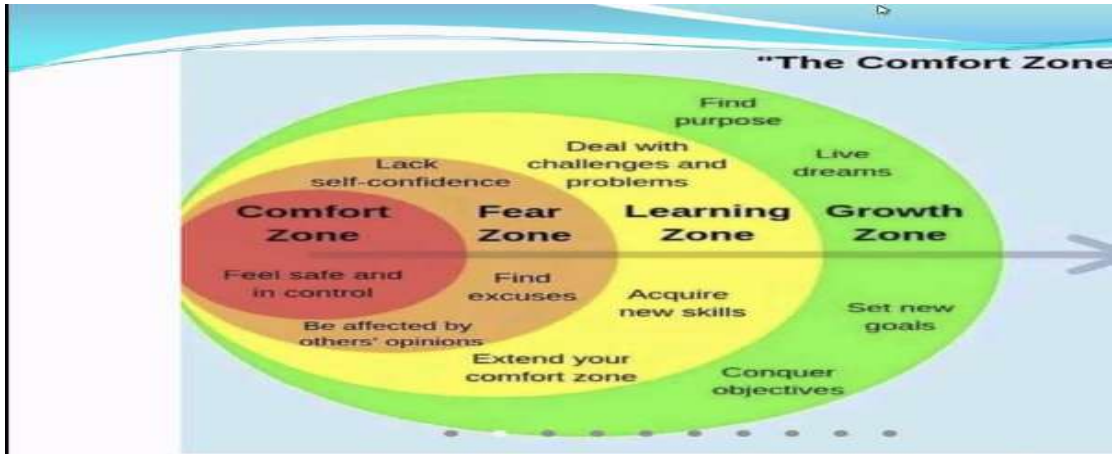 "The Comfort Zone
Find
purpose
Deal with
challenges and
problems
Live
dreams
Lack
self-confidence
Comfort
Zone
Fear
Zone
Learning
Zone
Growth
Zone
Feel safe and
in control
Find
excuses
Acquire
new skills
Set new
goals
Be affected by
others' opinions
Extend your
comfort zone
Conquer
objectives